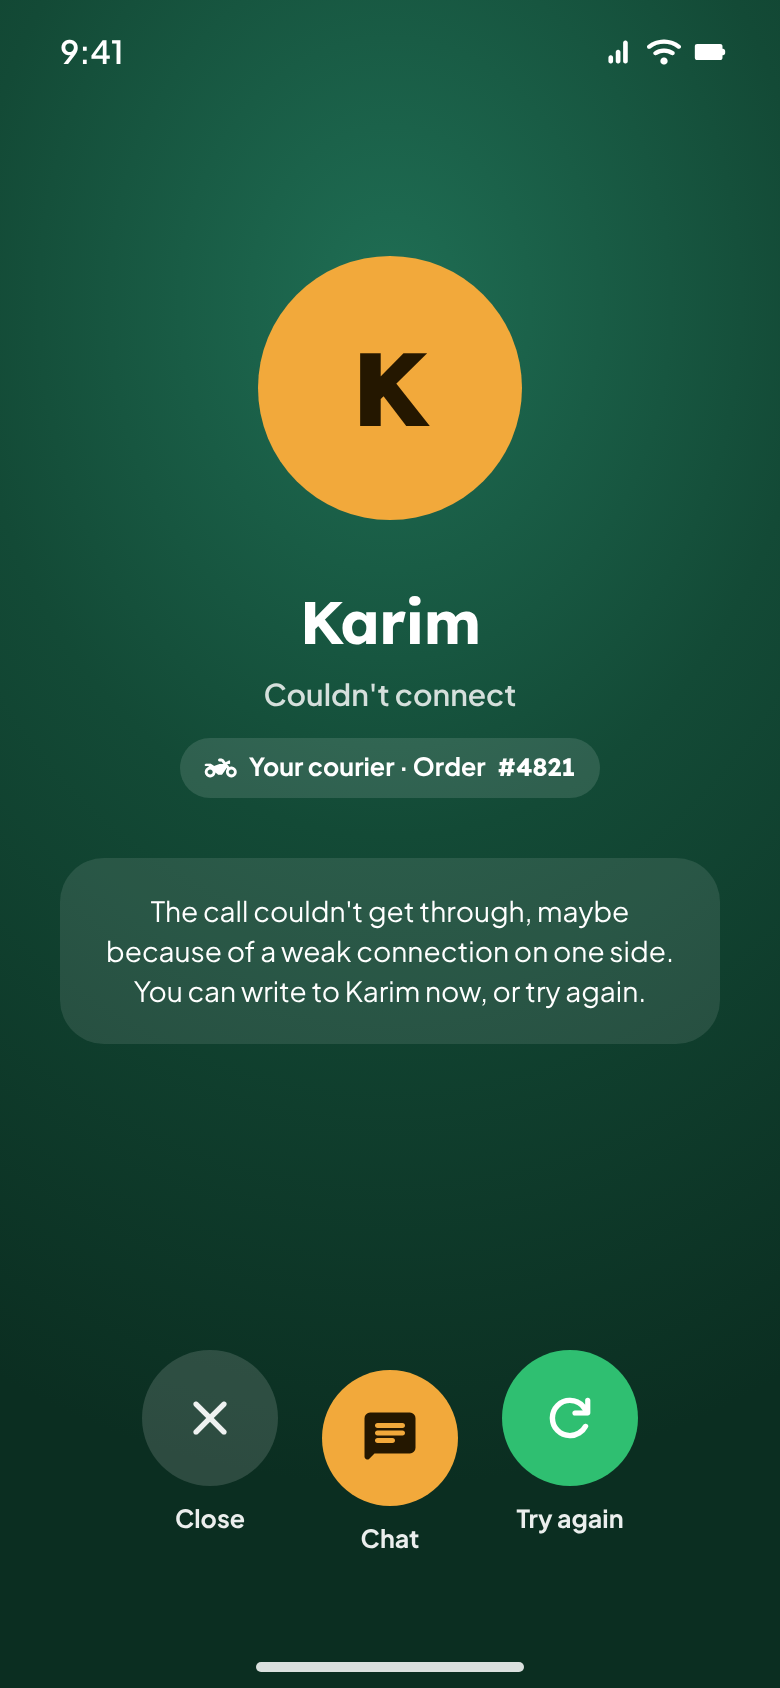 9:41
K
Karim
Couldn't connect
Your courier · Order #4821
The call couldn't get through, maybe
because of a weak connection on one side.
You can write to Karim now, or try again.
Close
Chat
Try again